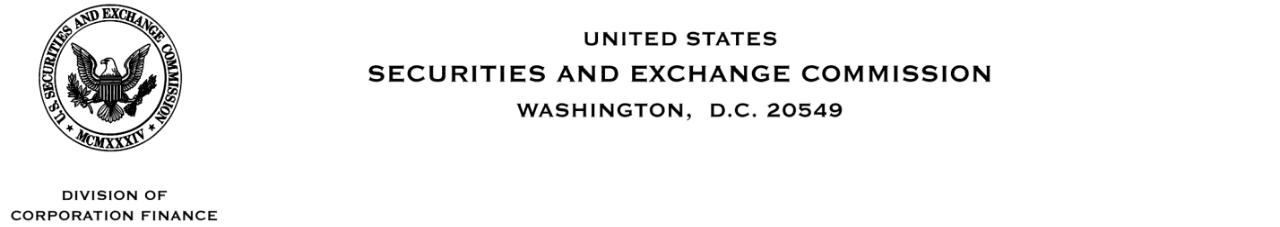 U.S. SECURITIES AND EXCHANGE COMMISSION
MCMXXXIV
UNITED STATES
SECURITIES AND EXCHANGE COMMISSION
WASHINGTON, D.C. 20549
DIVISION OF
CORPORATION FINANCE